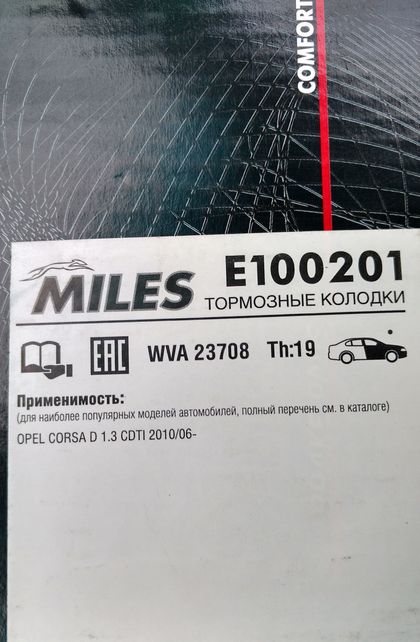 COMFORT
MILES
E100201
ТОРМОЗНЫЕ КОЛОДКИ
EAC WVA 23708 Th:19
Применимость:
(для наиболее популярных моделей автомобилей, полный перечень см. в каталоге)
OPEL CORSA D 1.3 CDTI 2010/06-